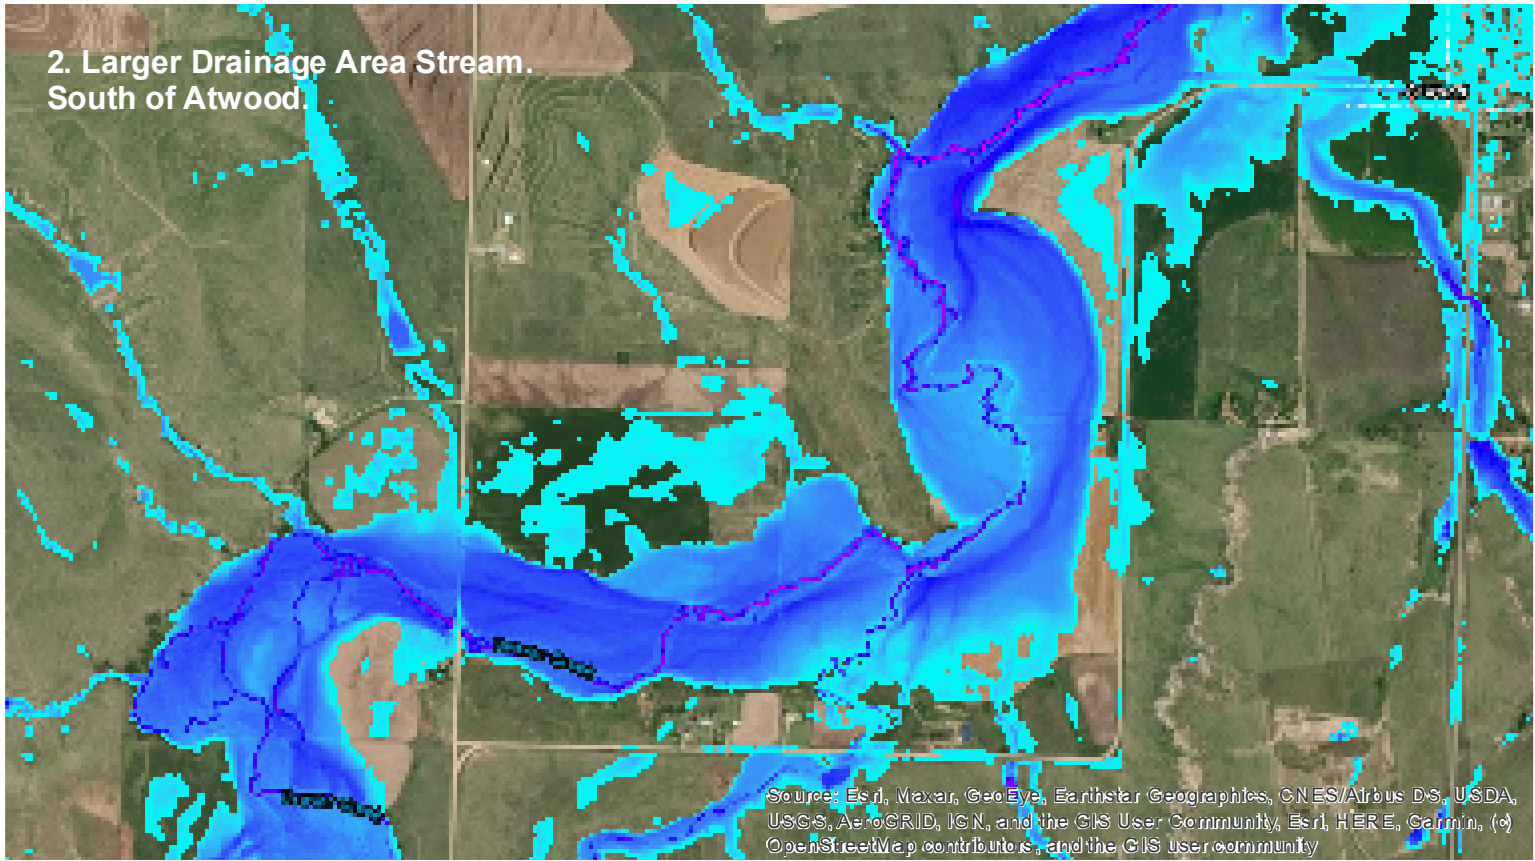 2. Larger Drainage Area Stream.
South of Atwood.
Source: Esri, Maxar, GeoEye, Earthstar Geographics, CNES/Airbus DS, USDA,
USGS, AeroGRID, IGN, and the GIS User Community, Esri, HERE, Garmin, (c)
OpenStreetMap contributors, and the GIS user community